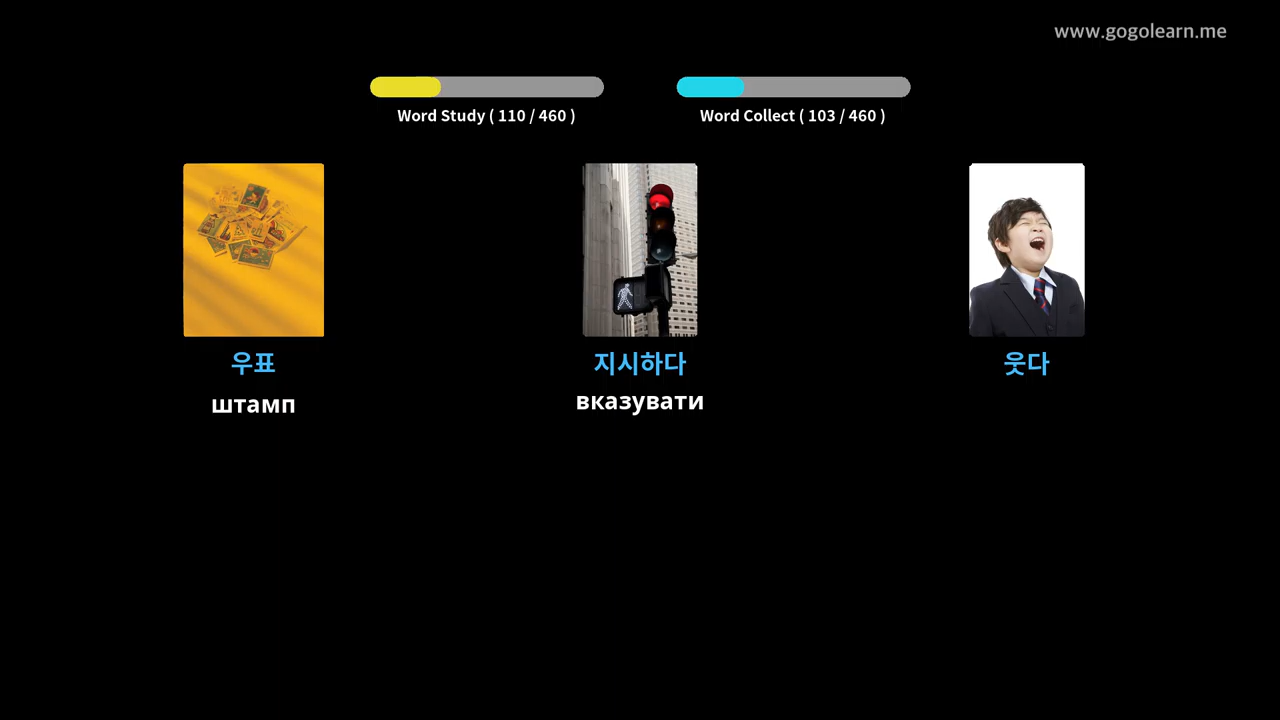 www.gogolearn.me
Word Study ( 110 / 460 )
Word Collect ( 103 / 460 )
우표
지시하다
웃다
штамп
вказувати